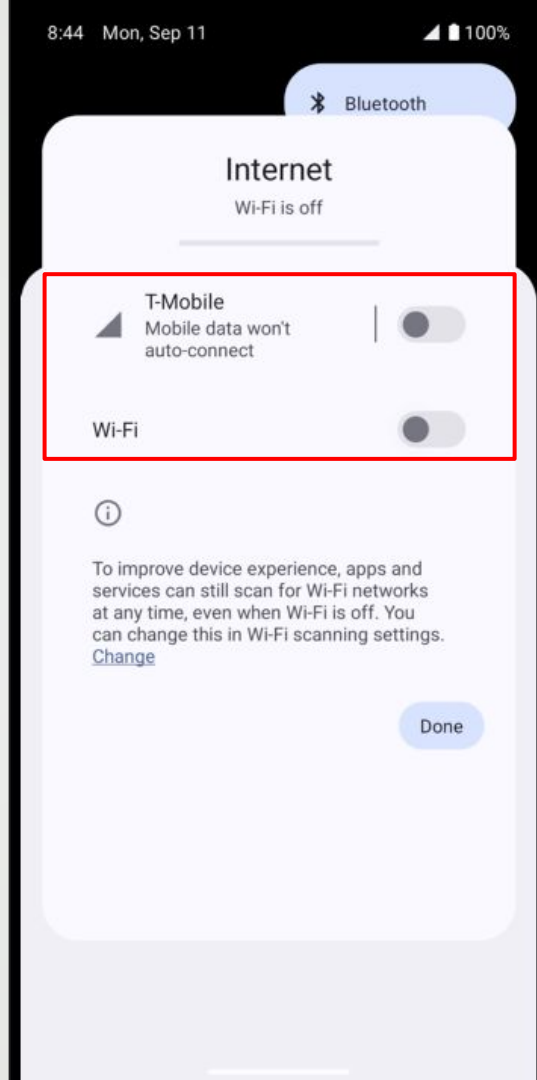 8:44 Mon, Sep 11 100%
Bluetooth
Internet
Wi-Fi is off
T-Mobile
Mobile data won't
auto-connect
Wi-Fi
To improve device experience, apps and
services can still scan for Wi-Fi networks
at any time, even when Wi-Fi is off. You
can change this in Wi-Fi scanning settings.
Change
Done